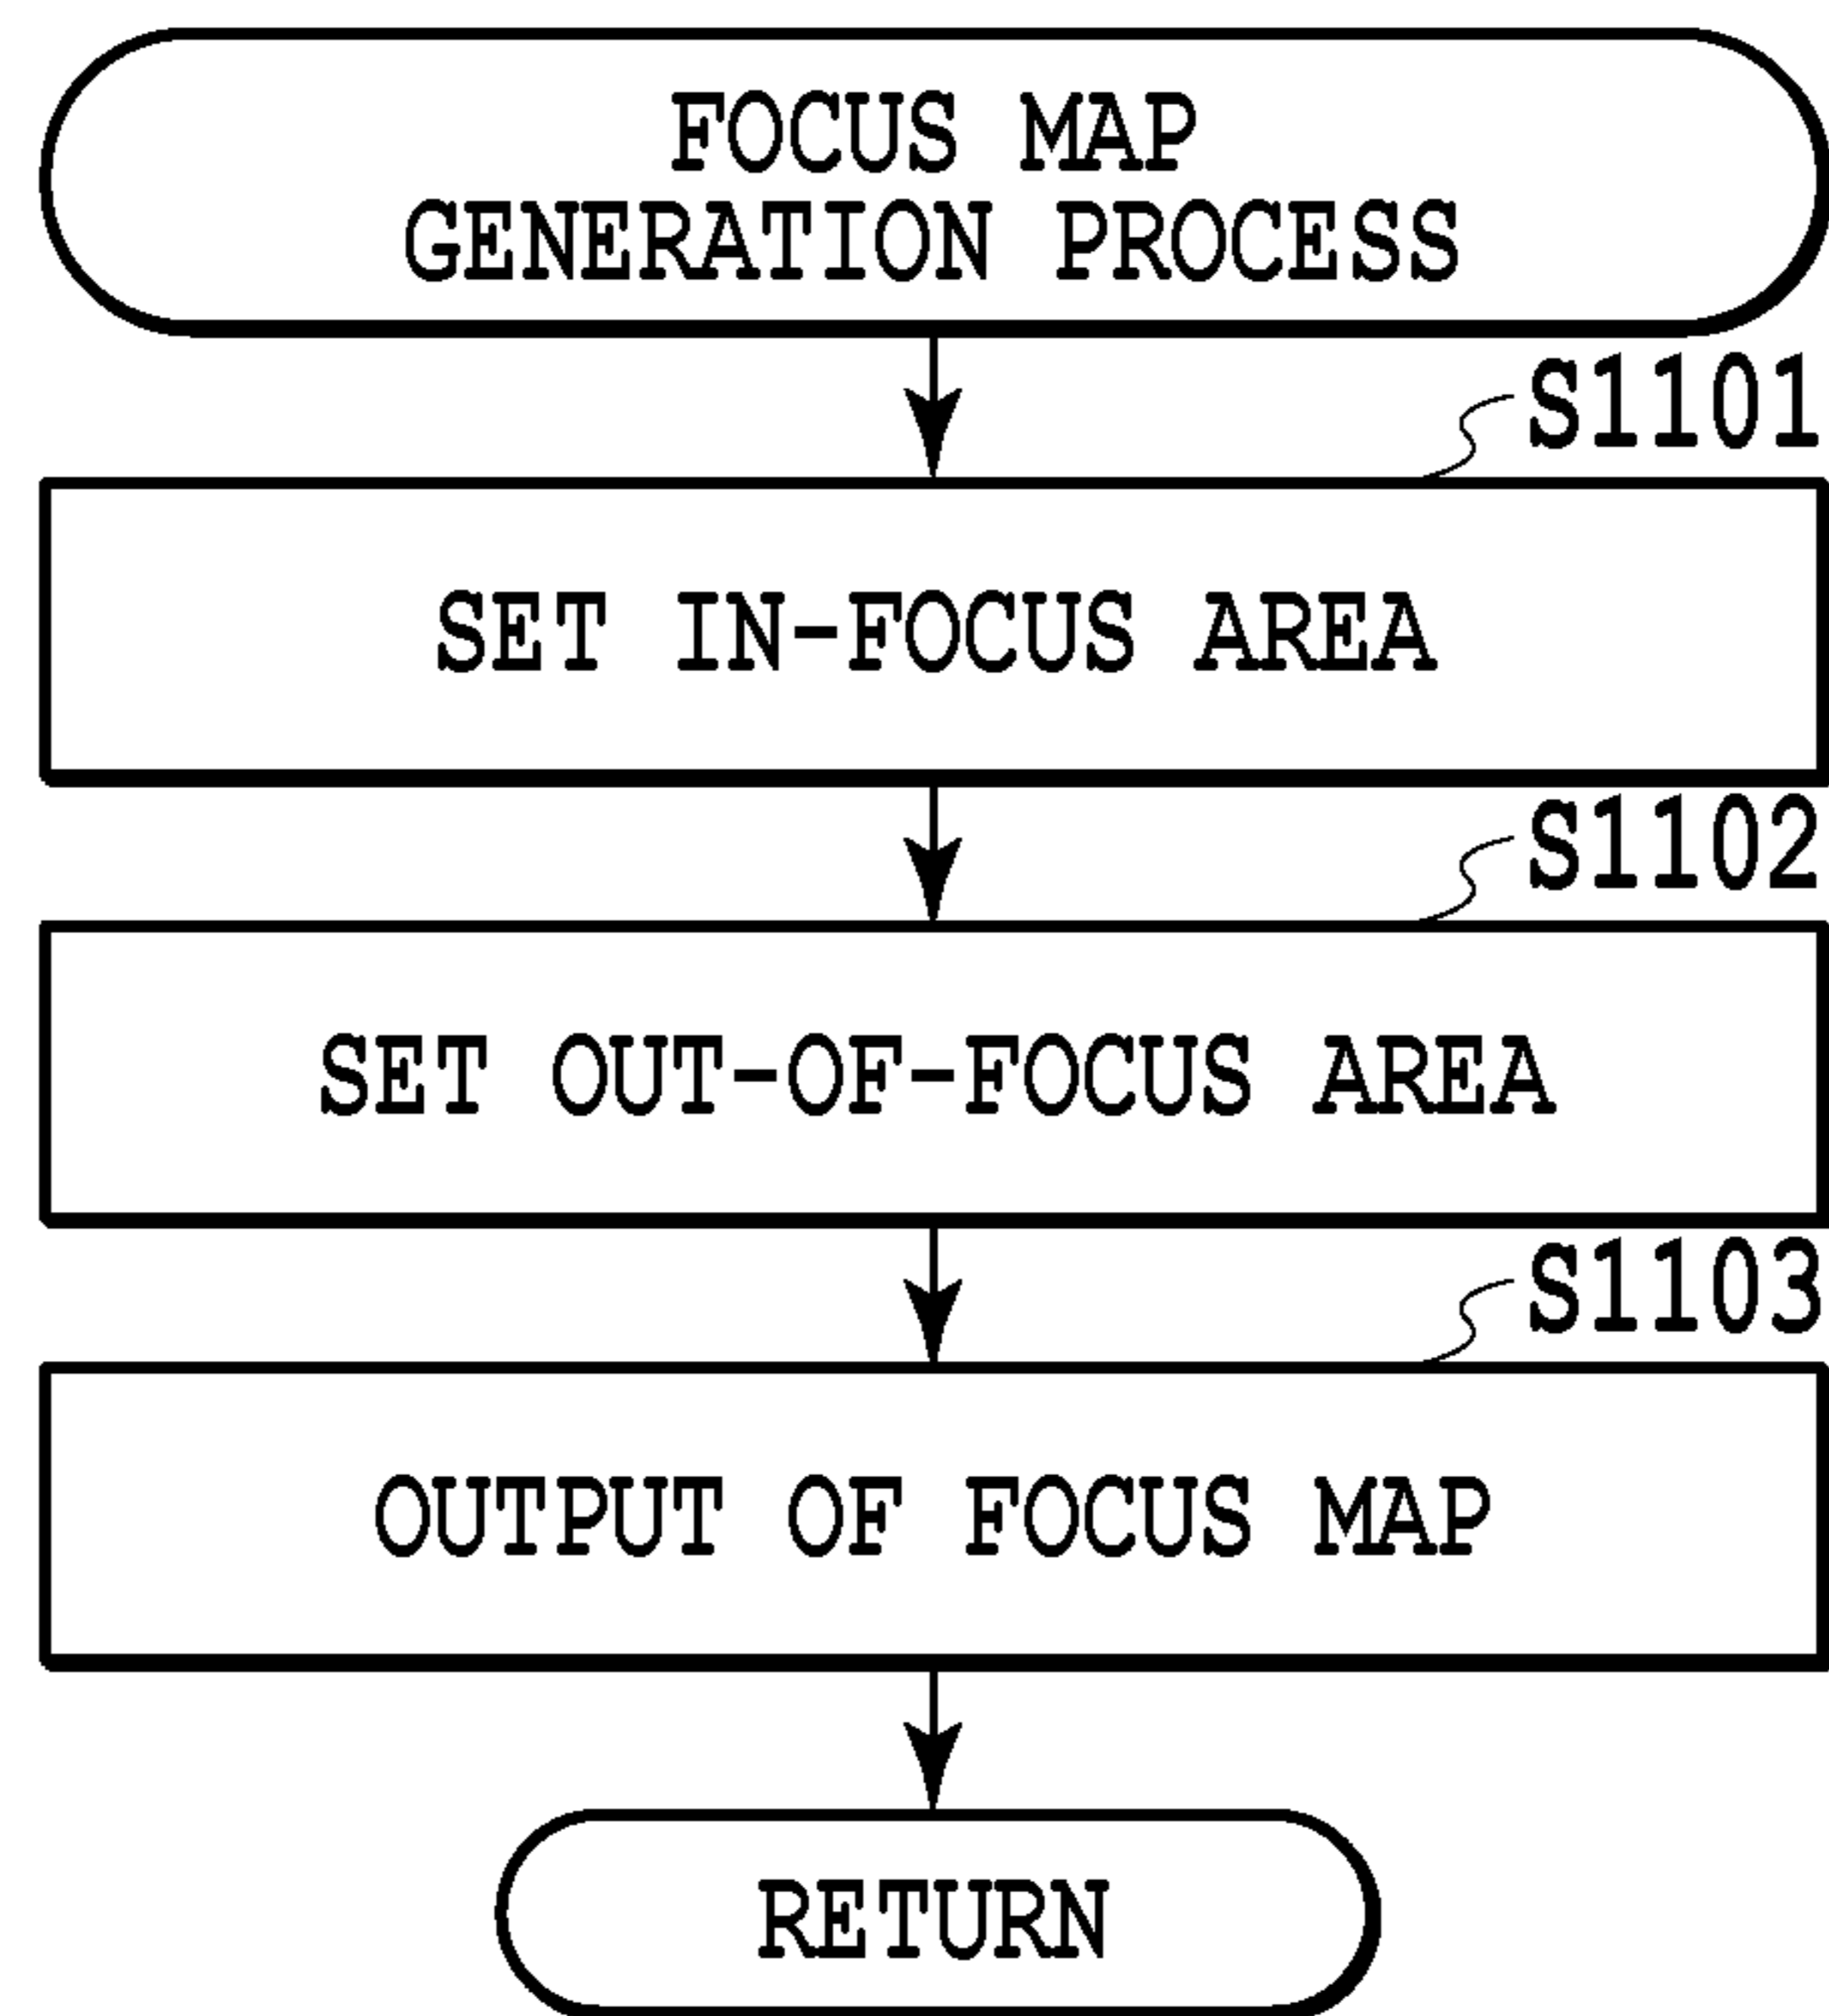 FOCUS MAP
GENERATION PROCESS
S1101
SET IN-FOCUS AREA
S1102
SET OUT-OF-FOCUS AREA
S1103
OUTPUT OF FOCUS MAP
RETURN